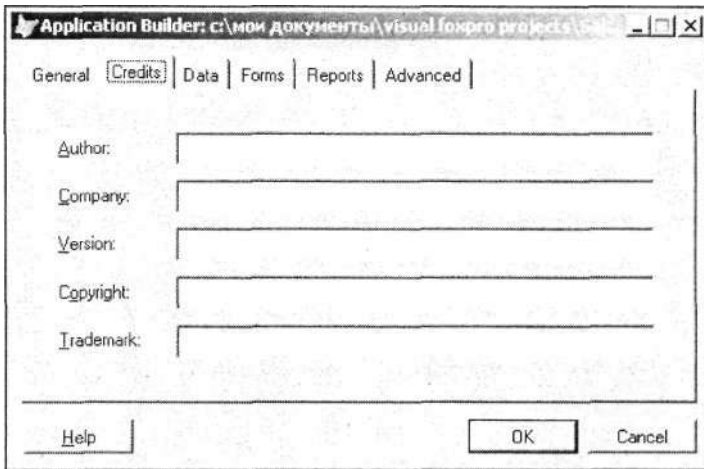 Application Builder: c:\мои документы\visual foxpro projects\
General Credits Data Forms Reports Advanced
Author:
Company:
Version:
Copyright:
Trademark:
Help OK Cancel